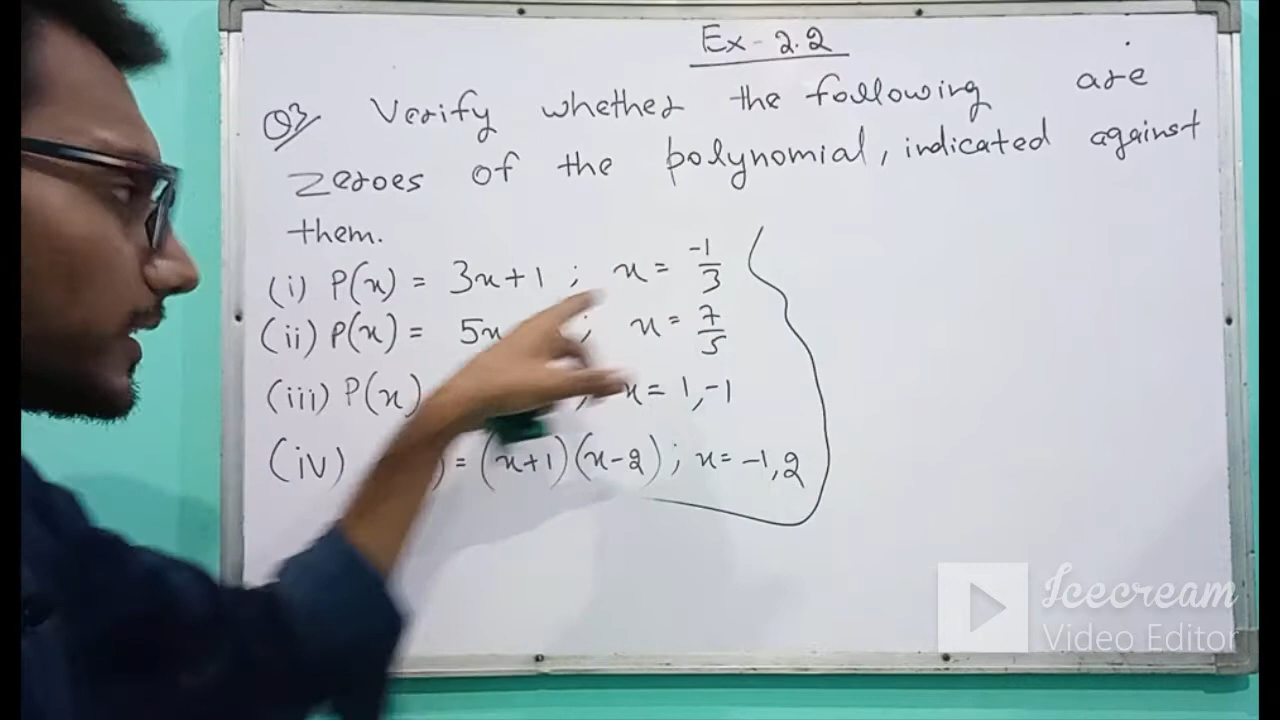 Ex - 2.2
Q3 Verify whether the following are
zeroes of the polynomial, indicated against
them.
(i) P(x) = 3x+1 ; x = -1/3
(ii) P(x) = 5x ; x = 7/5
(iii) P(x) ; x = 1, -1
(iv) = (x+1)(x-2) ; x = -1, 2
Icecream
Video Editor